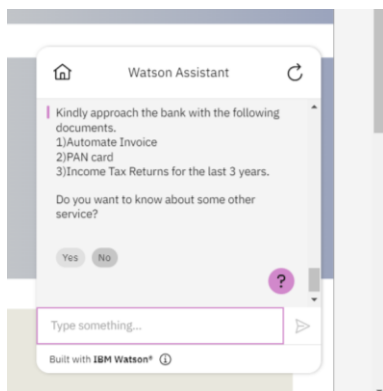 Watson Assistant
Kindly approach the bank with the following
documents.
1)Automate Invoice
2)PAN card
3)Income Tax Returns for the last 3 years.
Do you want to know about some other
service?
Yes No
?
Type something...
Built with IBM Watson®